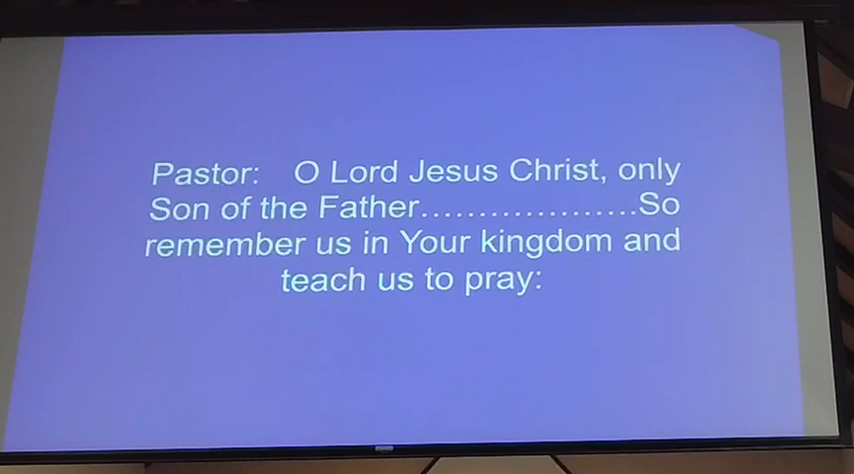 Pastor: O Lord Jesus Christ, only
Son of the Father...................So
remember us in Your kingdom and
teach us to pray: